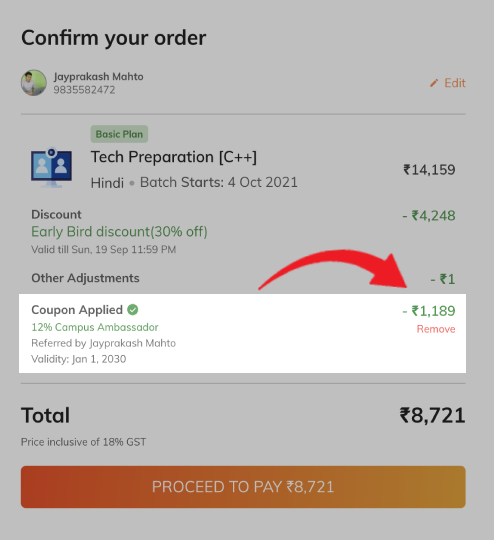 Confirm your order
Jayprakash Mahto
9835582472
Edit
Basic Plan
Tech Preparation [C++]
₹14,159
Hindi • Batch Starts: 4 Oct 2021
Discount
- ₹4,248
Early Bird discount(30% off)
Valid till Sun, 19 Sep 11:59 PM
Other Adjustments
- ₹1
Coupon Applied
- ₹1,189
12% Campus Ambassador
Remove
Referred by Jayprakash Mahto
Validity: Jan 1, 2030
Total
₹8,721
Price inclusive of 18% GST
PROCEED TO PAY ₹8,721